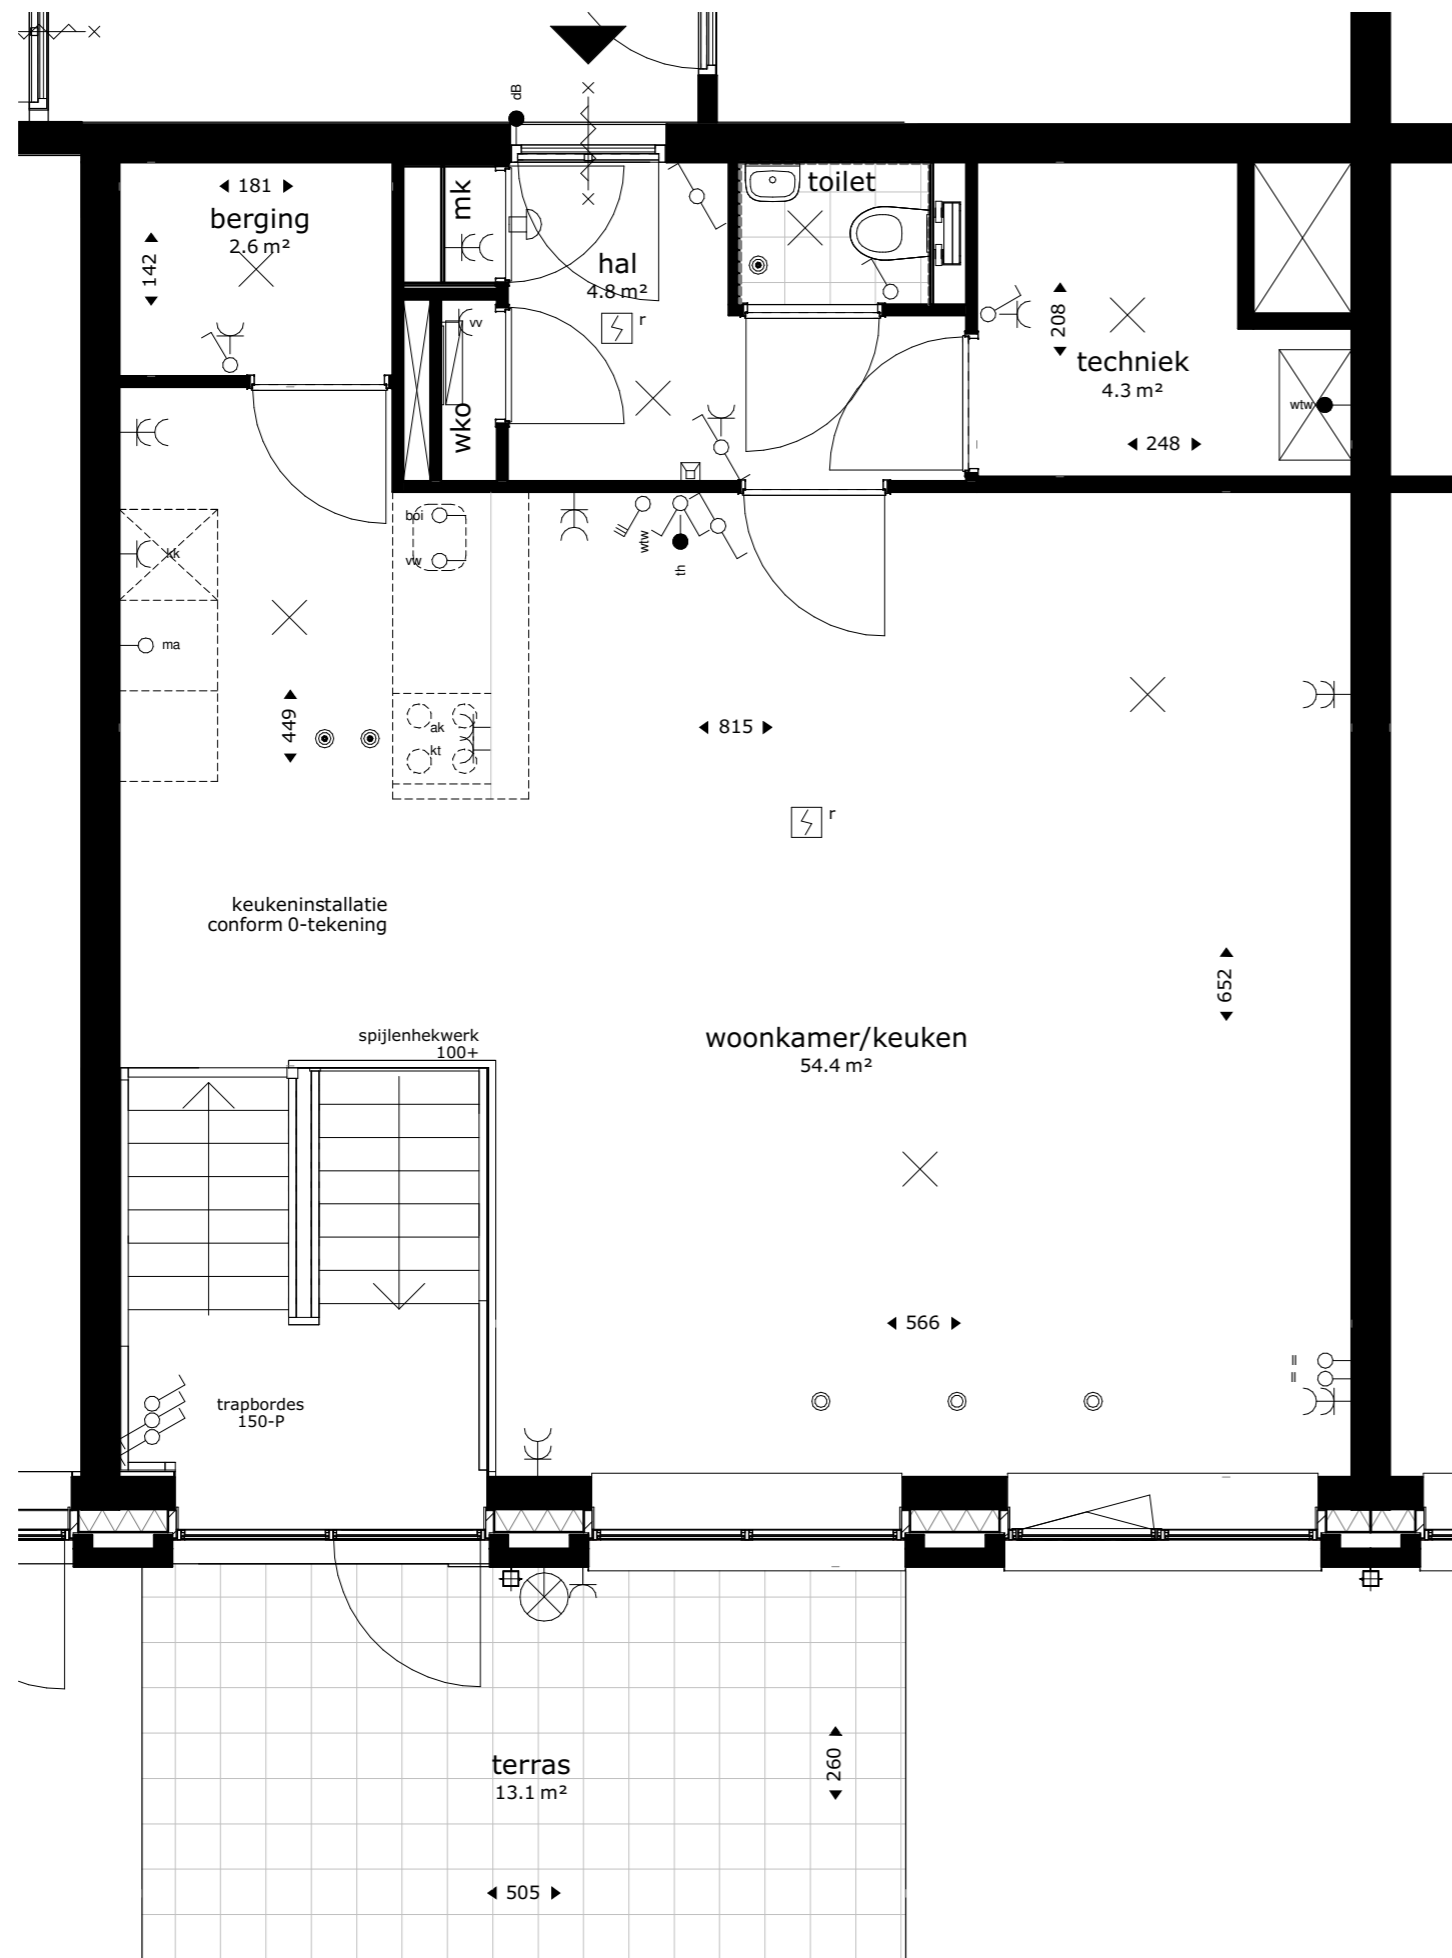 dB
181
berging
2.6 m²
142
mk
hal
4.8 m²
r
toilet
vv
wko
208
techniek
4.3 m²
wtw
248
kk
ma
boi
vw
wtw
th
449
ak
kt
815
r
keukeninstallatie
conform 0-tekening
652
spijlenhekwerk
100+
woonkamer/keuken
54.4 m²
566
trapbordes
150-P
terras
13.1 m²
260
505